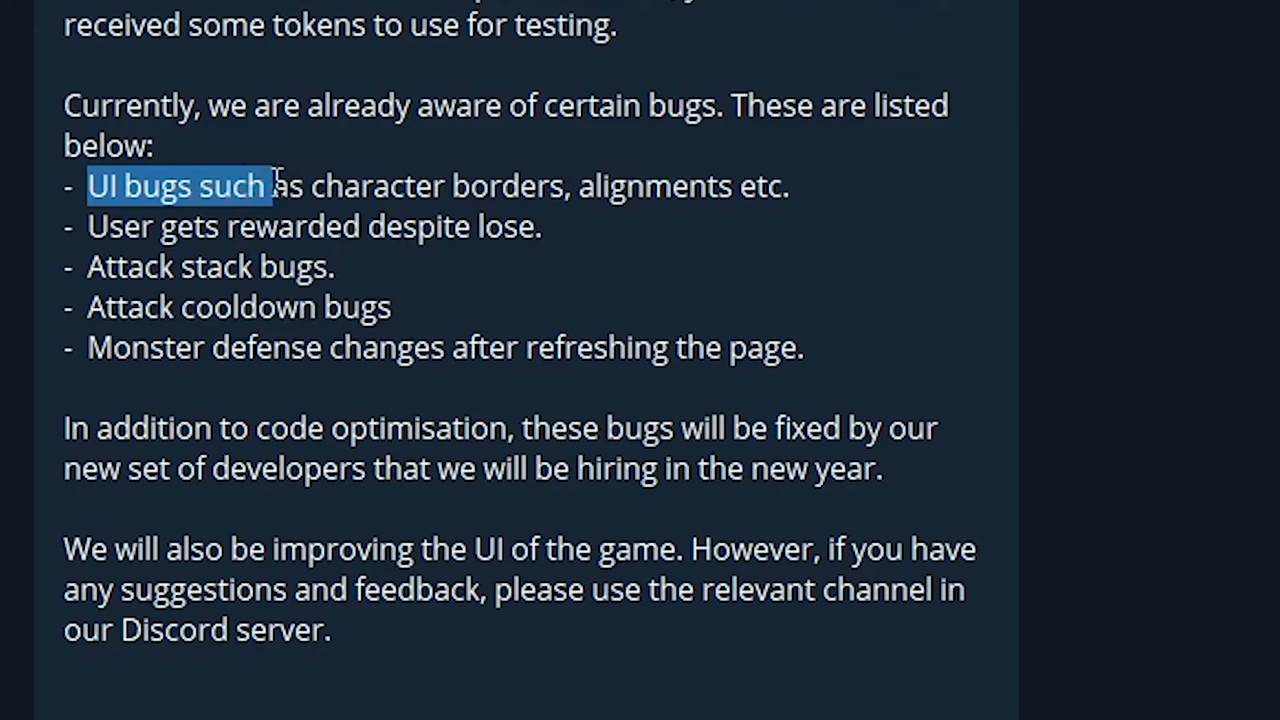 received some tokens to use for testing.
Currently, we are already aware of certain bugs. These are listed
below:
- UI bugs such as character borders, alignments etc.
- User gets rewarded despite lose.
- Attack stack bugs.
- Attack cooldown bugs
- Monster defense changes after refreshing the page.
In addition to code optimisation, these bugs will be fixed by our
new set of developers that we will be hiring in the new year.
We will also be improving the UI of the game. However, if you have
any suggestions and feedback, please use the relevant channel in
our Discord server.